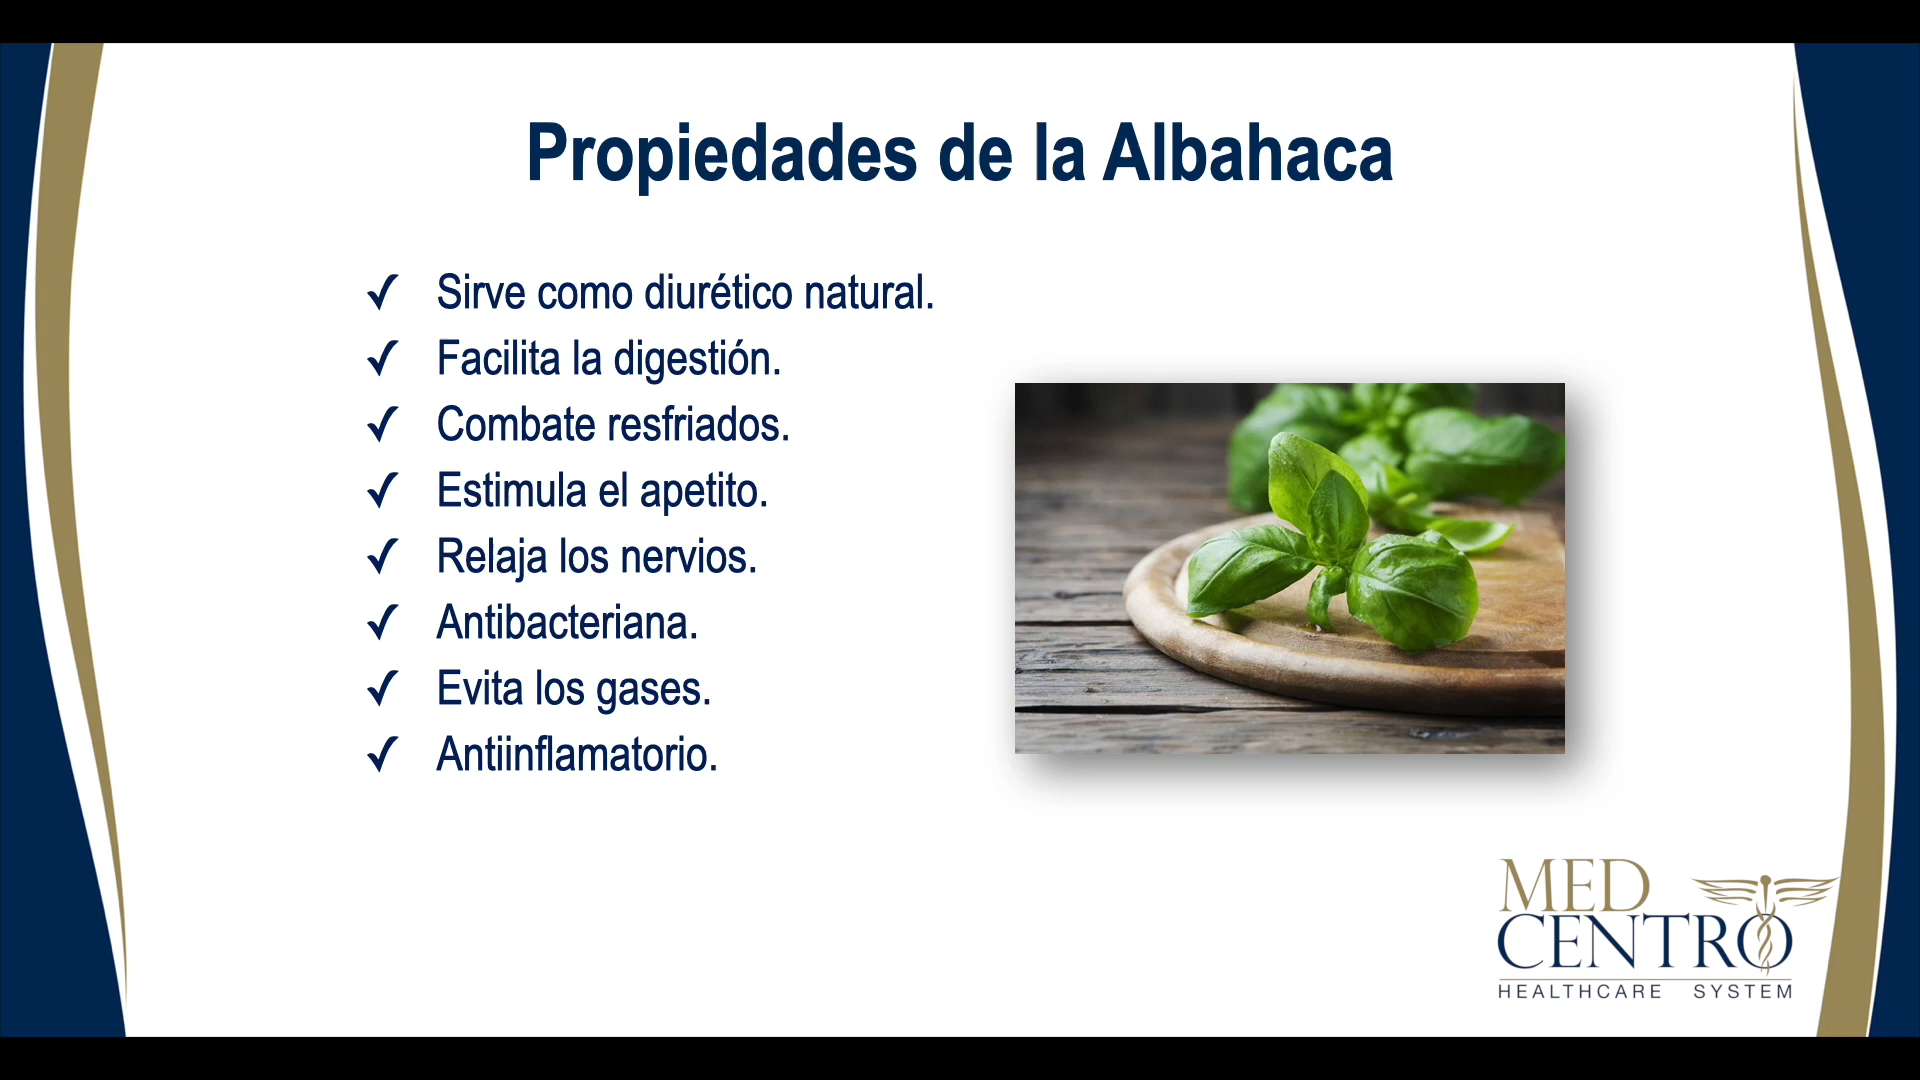 Propiedades de la Albahaca
✓ Sirve como diurético natural.
✓ Facilita la digestión.
✓ Combate resfriados.
✓ Estimula el apetito.
✓ Relaja los nervios.
✓ Antibacteriana.
✓ Evita los gases.
✓ Antiinflamatorio.
MED
CENTRO
HEALTHCARE SYSTEM